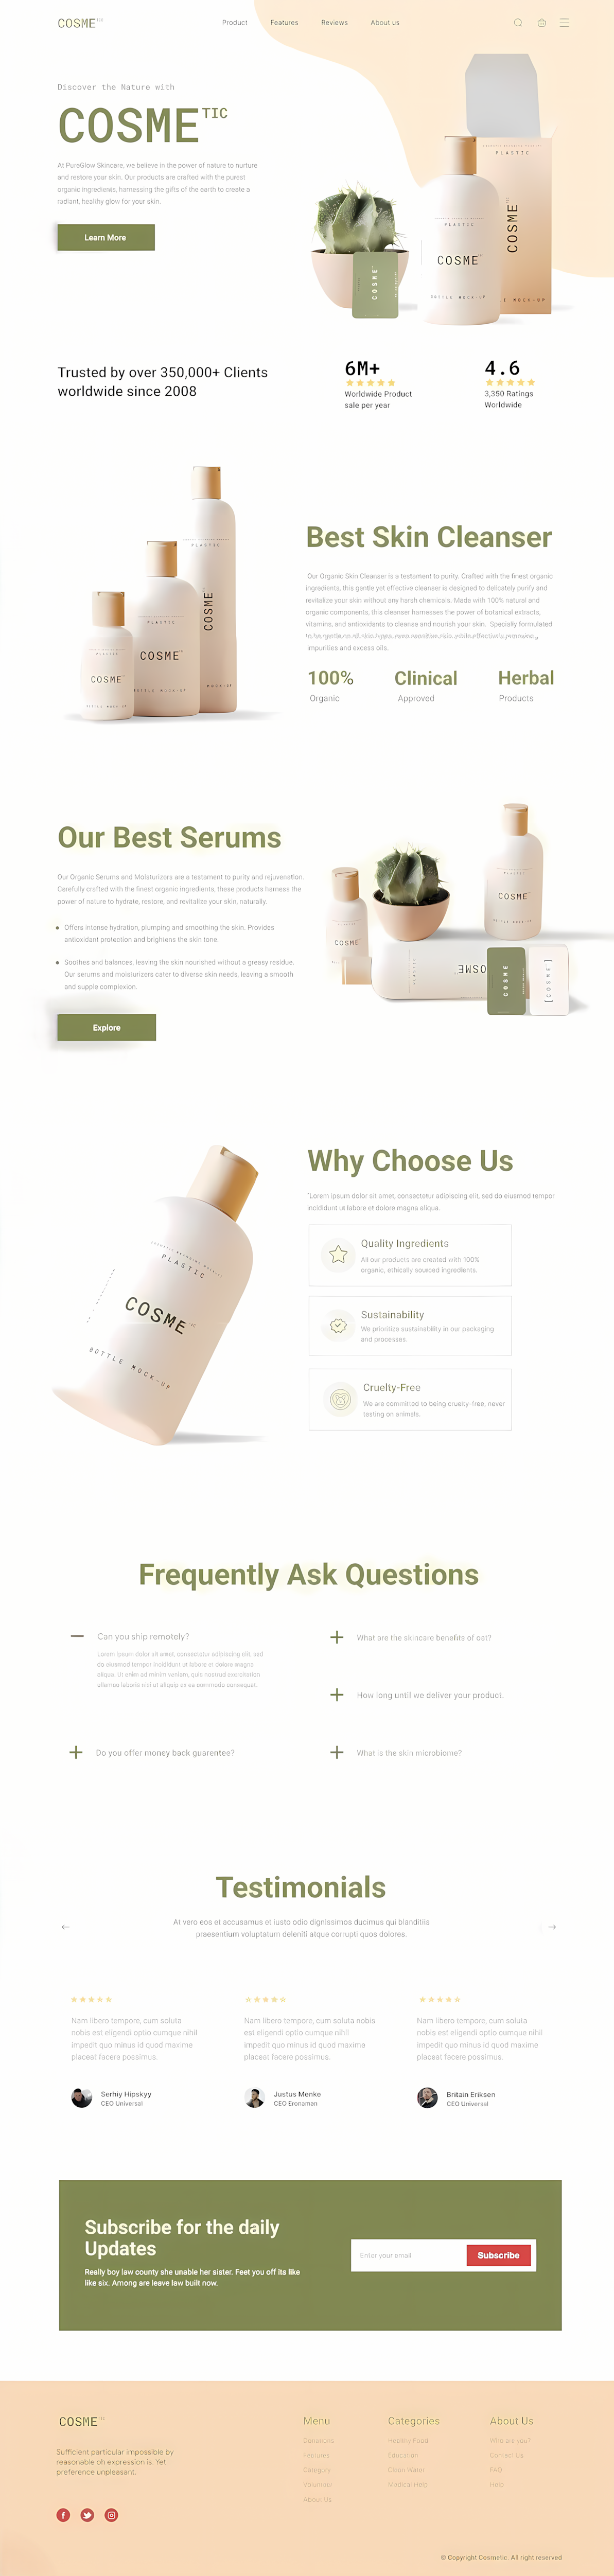 COSME
Product
Features
Reviews
About us
Discover the Nature with
COSMETIC
At PureGlow Skincare, we believe in the power of nature to nurture
and restore your skin. Our products are crafted with the purest
organic ingredients, harnessing the gifts of the earth to create a
radiant, healthy glow for your skin.
Learn More
PLASTIC
COSME
BOTTLE MOCK-UP
PLASTIC
COSME
MOCK-UP
COSME
Trusted by over 350,000+ Clients
worldwide since 2008
6M+
Worldwide Product
sale per year
4.6
3,350 Ratings
Worldwide
PLASTIC
COSME
PLASTIC
COSME
BOTTLE MOCK-UP
COSME
BOTTLE MOCK-UP
Best Skin Cleanser
Our Organic Skin Cleanser is a testament to purity. Crafted with the finest organic
ingredients, this gentle yet effective cleanser is designed to delicately purify and
revitalize your skin without any harsh chemicals. Made with 100% natural and
organic components, this cleanser harnesses the power of botanical extracts,
vitamins, and antioxidants to cleanse and nourish your skin. Specially formulated
impurities and excess oils.
100%
Organic
Clinical
Approved
Herbal
Products
Our Best Serums
Our Organic Serums and Moisturizers are a testament to purity and rejuvenation.
Carefully crafted with the finest organic ingredients, these products harness the
power of nature to hydrate, restore, and revitalize your skin, naturally.
Offers intense hydration, plumping and smoothing the skin. Provides
antioxidant protection and brightens the skin tone.
Soothes and balances, leaving the skin nourished without a greasy residue.
Our serums and moisturizers cater to diverse skin needs, leaving a smooth
and supple complexion.
Explore
COSME
COSME
COSME
COSME
[COSME]
Why Choose Us
"Lorem ipsum dolor sit amet, consectetur adipiscing elit, sed do eiusmod tempor
incididunt ut labore et dolore magna aliqua.
Quality Ingredients
All our products are created with 100%
organic, ethically sourced ingredients.
Sustainability
We prioritize sustainability in our packaging
and processes.
Cruelty-Free
We are committed to being cruelty-free, never
testing on animals.
PLASTIC
COSME
BOTTLE MOCK-UP
Frequently Ask Questions
Can you ship remotely?
Lorem ipsum dolor sit amet, consectetur adipiscing elit, sed
do eiusmod tempor incididunt ut labore et dolore magna
aliqua. Ut enim ad minim veniam, quis nostrud exercitation
ullamco laboris nisi ut aliquip ex ea commodo consequat.
What are the skincare benefits of oat?
How long until we deliver your product.
Do you offer money back guarentee?
What is the skin microbiome?
Testimonials
At vero eos et accusamus et iusto odio dignissimos ducimus qui blanditiis
praesentium voluptatum deleniti atque corrupti quos dolores.
Nam libero tempore, cum soluta
nobis est eligendi optio cumque nihil
impedit quo minus id quod maxime
placeat facere possimus.
Serhiy Hipskyy
CEO Universal
Nam libero tempore, cum soluta nobis
est eligendi optio cumque nihil
impedit quo minus id quod maxime
placeat facere possimus.
Justus Menke
CEO Eronaman
Nam libero tempore, cum soluta
nobis est eligendi optio cumque nihil
impedit quo minus id quod maxime
placeat facere possimus.
Britain Eriksen
CEO Universal
Subscribe for the daily
Updates
Really boy law county she unable her sister. Feet you off its like
like six. Among are leave law built now.
Enter your email
Subscribe
COSME
Sufficient particular impossible by
reasonable oh expression is. Yet
preference unpleasant.
Menu
Features
Category
Volunteer
About Us
Categories
Healthy Food
Education
Clean Water
Medical Help
About Us
Who are you?
Contact Us
FAQ
Help
© Copyright Cosmetic. All right reserved